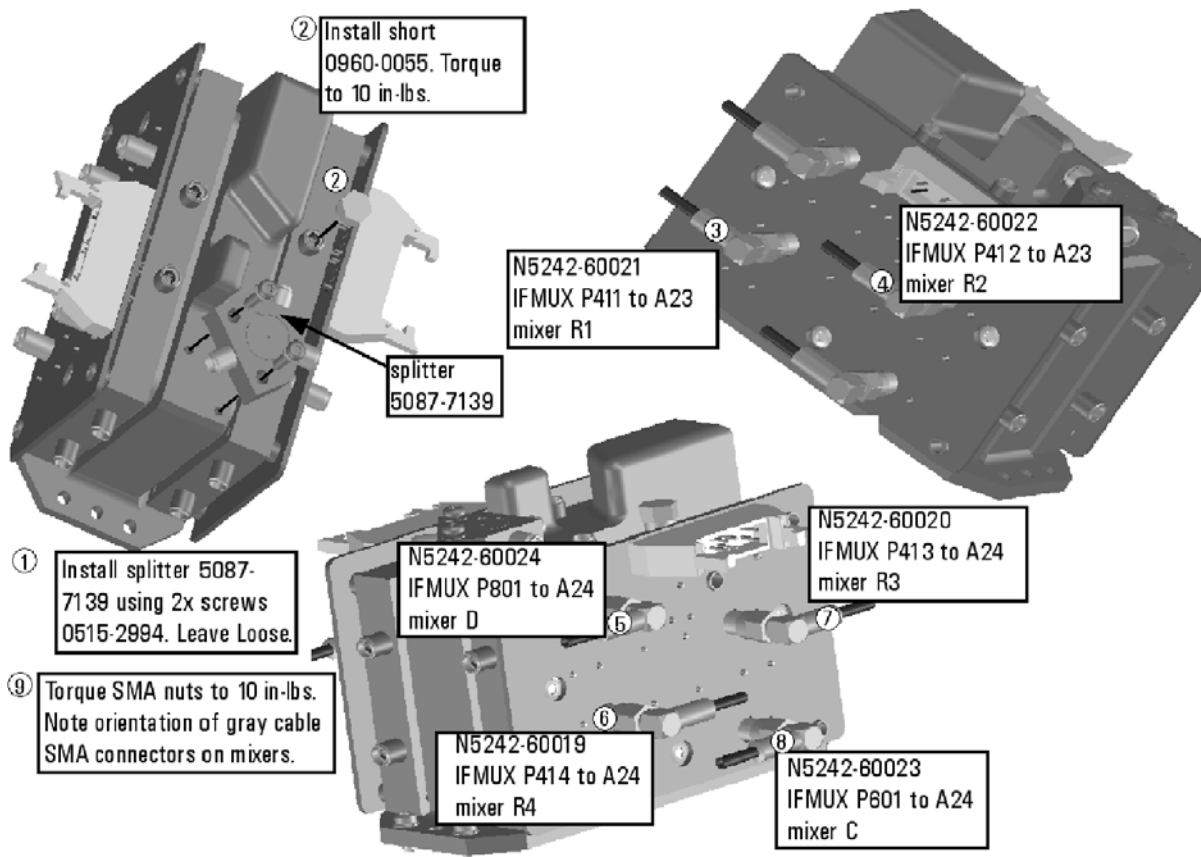 ② Install short
0960-0055. Torque
to 10 in-lbs.
②
splitter
5087-7139
① Install splitter 5087-
7139 using 2x screws
0515-2994. Leave Loose.
③
N5242-60021
IFMUX P411 to A23
mixer R1
④
N5242-60022
IFMUX P412 to A23
mixer R2
N5242-60024
IFMUX P801 to A24
mixer D
⑤
N5242-60020
IFMUX P413 to A24
mixer R3
⑦
⑨ Torque SMA nuts to 10 in-lbs.
Note orientation of gray cable
SMA connectors on mixers.
⑥
N5242-60019
IFMUX P414 to A24
mixer R4
⑧
N5242-60023
IFMUX P601 to A24
mixer C